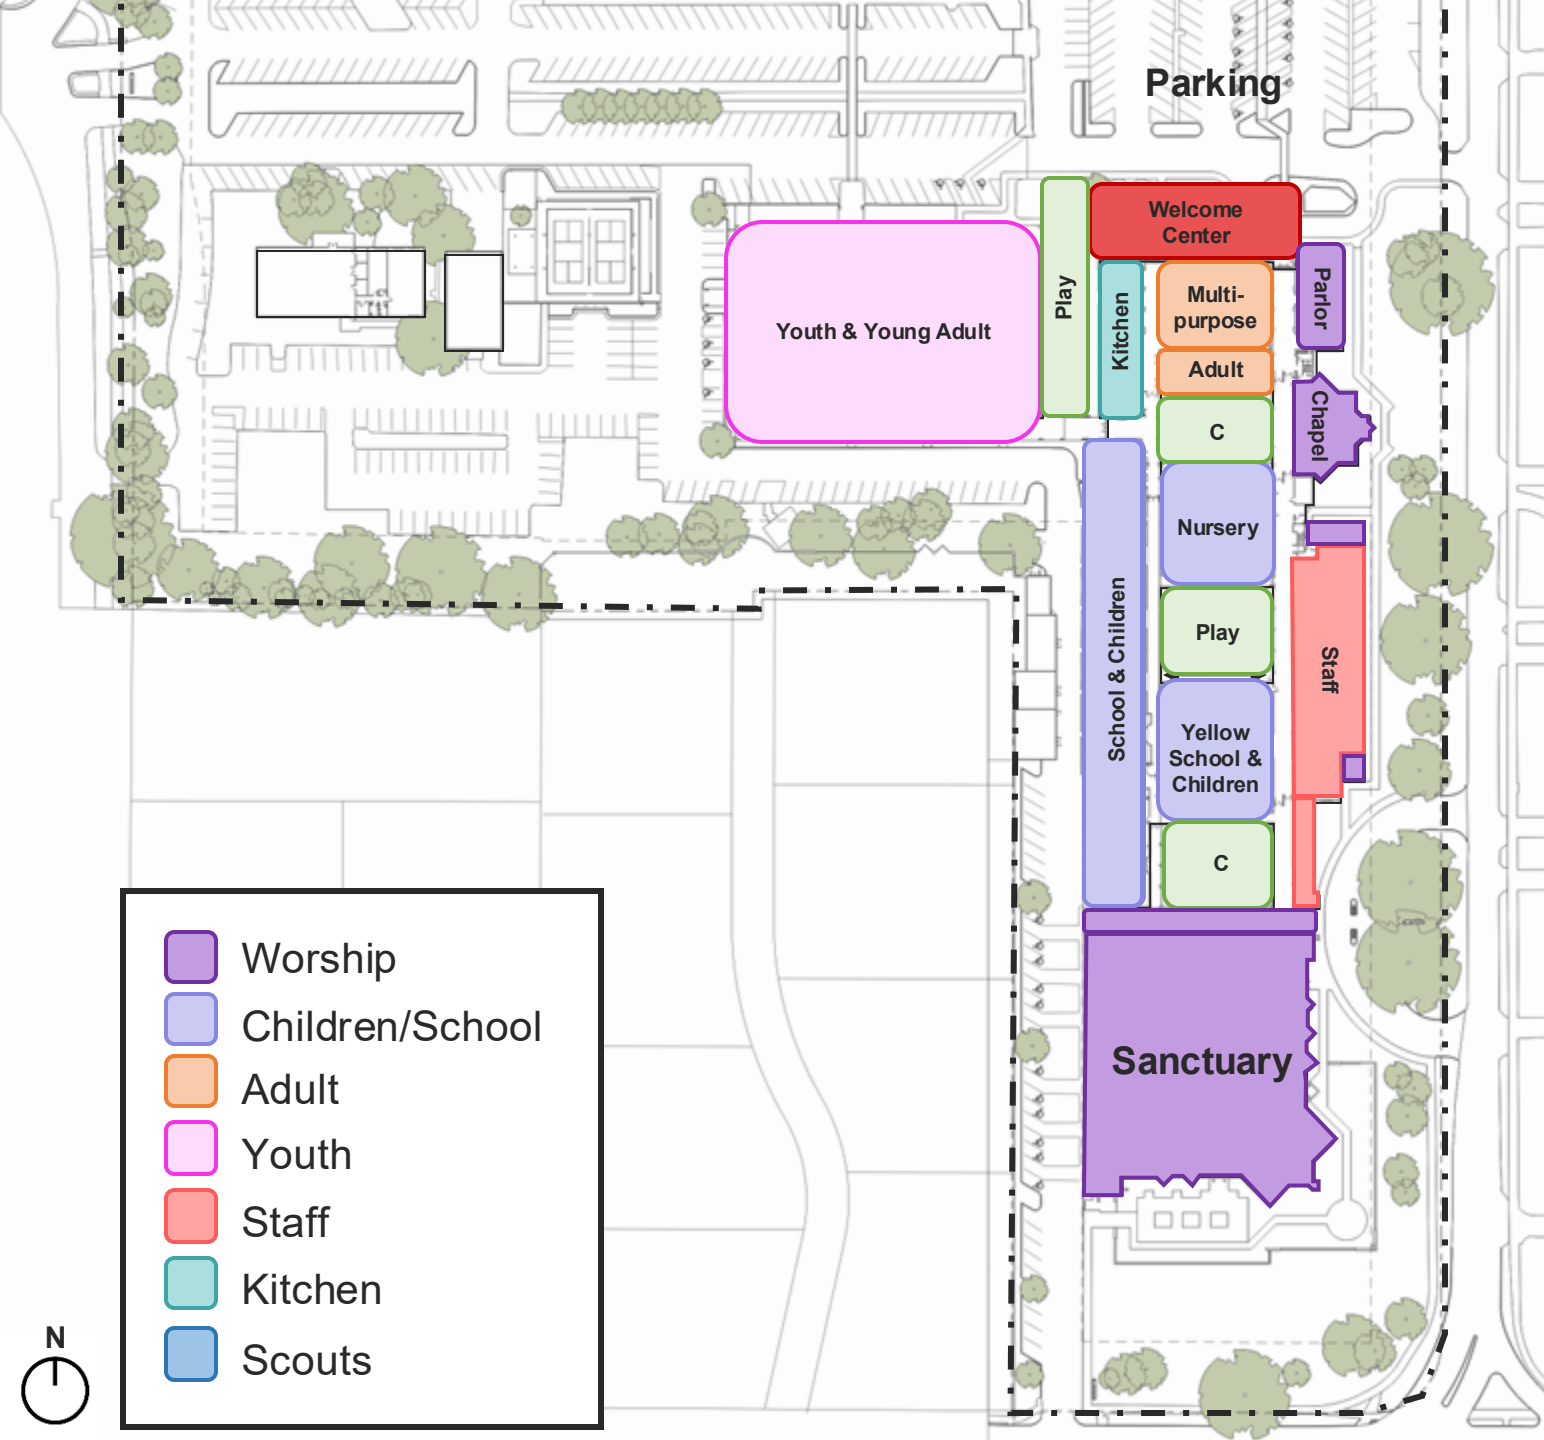 Parking
Welcome
Center
Play
Parlor
Youth & Young Adult
Kitchen
Multi-
purpose
Adult
Chapel
C
Nursery
School & Children
Play
Staff
Yellow
School &
Children
C
Sanctuary
Worship
Children/School
Adult
Youth
Staff
Kitchen
Scouts
N